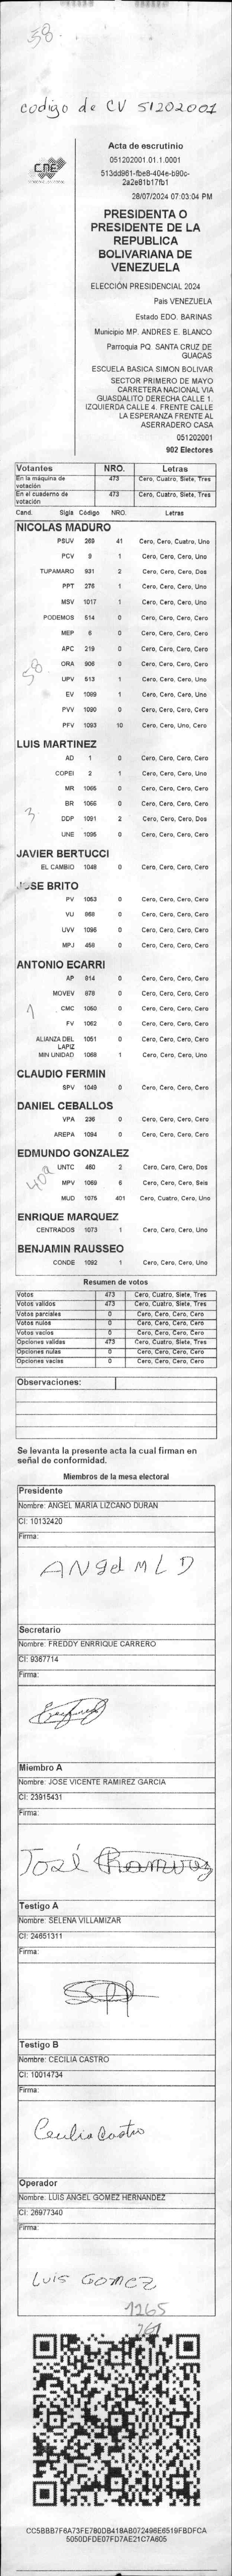 58.
codigo de CV 51202001
CNE
Acta de escrutinio
051202001.01.1.0001
513dd961-fbe8-404e-b90c-
2a2e81b17fb1
28/07/2024 07:03:04 PM
PRESIDENTA O
PRESIDENTE DE LA
REPUBLICA
BOLIVARIANA DE
VENEZUELA
ELECCIÓN PRESIDENCIAL 2024
Pais VENEZUELA
Estado EDO. BARINAS
Municipio MP. ANDRES E. BLANCO
Parroquia PQ. SANTA CRUZ DE
GUACAS
ESCUELA BASICA SIMON BOLIVAR
SECTOR PRIMERO DE MAYO
CARRETERA NACIONAL VIA
GUASDALITO DERECHA CALLE 1.
IZQUIERDA CALLE 4. FRENTE CALLE
LA ESPERANZA FRENTE AL
ASERRADERO CASA
051202001
902 Electores
Votantes NRO. Letras
En la máquina de votación 473 Cero, Cuatro, Siete, Tres
En el cuaderno de votación 473 Cero, Cuatro, Siete, Tres
Cand. Sigla Código NRO. Letras
NICOLAS MADURO
PSUV 269 41 Cero, Cero, Cuatro, Uno
PCV 9 1 Cero, Cero, Cero, Uno
TUPAMARO 931 2 Cero, Cero, Cero, Dos
PPT 276 1 Cero, Cero, Cero, Uno
MSV 1017 1 Cero, Cero, Cero, Uno
PODEMOS 514 0 Cero, Cero, Cero, Cero
MEP 6 0 Cero, Cero, Cero, Cero
APC 219 0 Cero, Cero, Cero, Cero
ORA 906 0 Cero, Cero, Cero, Cero
58
UPV 513 1 Cero, Cero, Cero, Uno
EV 1089 1 Cero, Cero, Cero, Uno
PVV 1090 0 Cero, Cero, Cero, Cero
PFV 1093 10 Cero, Cero, Uno, Cero
LUIS MARTINEZ
AD 1 0 Cero, Cero, Cero, Cero
COPEI 2 1 Cero, Cero, Cero, Uno
MR 1065 0 Cero, Cero, Cero, Cero
BR 1066 0 Cero, Cero, Cero, Cero
3
DDP 1091 2 Cero, Cero, Cero, Dos
UNE 1095 0 Cero, Cero, Cero, Cero
JAVIER BERTUCCI
EL CAMBIO 1048 0 Cero, Cero, Cero, Cero
JOSE BRITO
PV 1063 0 Cero, Cero, Cero, Cero
VU 868 0 Cero, Cero, Cero, Cero
UVV 1096 0 Cero, Cero, Cero, Cero
MPJ 456 0 Cero, Cero, Cero, Cero
ANTONIO ECARRI
AP 914 0 Cero, Cero, Cero, Cero
MOVEV 878 0 Cero, Cero, Cero, Cero
1
CMC 1050 0 Cero, Cero, Cero, Cero
FV 1062 0 Cero, Cero, Cero, Cero
ALIANZA DEL LAPIZ 1051 0 Cero, Cero, Cero, Cero
MIN UNIDAD 1068 1 Cero, Cero, Cero, Uno
CLAUDIO FERMIN
SPV 1049 0 Cero, Cero, Cero, Cero
DANIEL CEBALLOS
VPA 236 0 Cero, Cero, Cero, Cero
AREPA 1094 0 Cero, Cero, Cero, Cero
EDMUNDO GONZALEZ
UNTC 460 2 Cero, Cero, Cero, Dos
409
MPV 1069 6 Cero, Cero, Cero, Seis
MUD 1075 401 Cero, Cuatro, Cero, Uno
ENRIQUE MARQUEZ
CENTRADOS 1073 1 Cero, Cero, Cero, Uno
BENJAMIN RAUSSEO
CONDE 1092 1 Cero, Cero, Cero, Uno
Resumen de votos
Votos 473 Cero, Cuatro, Siete, Tres
Votos validos 473 Cero, Cuatro, Siete, Tres
Votos parciales 0 Cero, Cero, Cero, Cero
Votos nulos 0 Cero, Cero, Cero, Cero
Votos vacios 0 Cero, Cero, Cero, Cero
Opciones validas 473 Cero, Cuatro, Siete, Tres
Opciones nulas 0 Cero, Cero, Cero, Cero
Opciones vacias 0 Cero, Cero, Cero, Cero
Observaciones:
Se levanta la presente acta la cual firman en
señal de conformidad.
Miembros de la mesa electoral
Presidente
Nombre: ANGEL MARIA LIZCANO DURAN
CI: 10132420
Firma:
ANgel M L D
Secretario
Nombre: FREDDY ENRRIQUE CARRERO
CI: 9367714
Firma:
Miembro A
Nombre: JOSE VICENTE RAMIREZ GARCIA
CI: 23915431
Firma:
José Ramirez
Testigo A
Nombre: SELENA VILLAMIZAR
CI: 24651311
Firma:
Testigo B
Nombre: CECILIA CASTRO
CI: 10014734
Firma:
Cecilia Castro
Operador
Nombre: LUIS ANGEL GOMEZ HERNANDEZ
CI: 26977340
Firma:
Luis Gomez
1265
761
CC5BBB7F6A73FE780DB418AB072496E6519FBDFCA
5050DFDE07FD7AE21C7A605